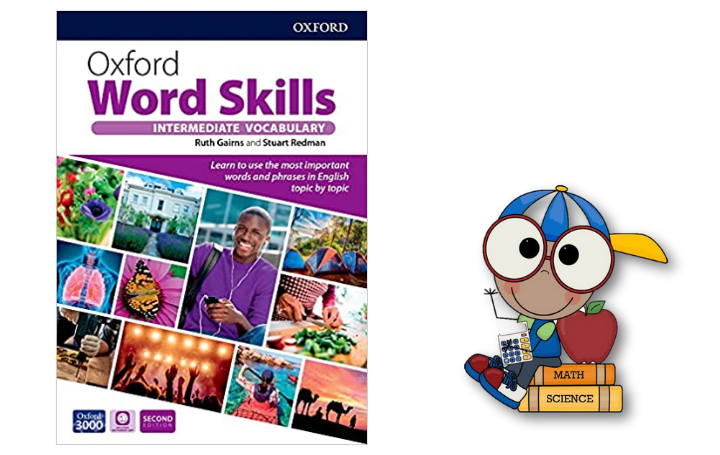 OXFORD
Oxford
Word Skills
INTERMEDIATE VOCABULARY
Ruth Gairns and Stuart Redman
Learn to use the most important
words and phrases in English
topic by topic
Oxford
3000
SECOND
EDITION
MATH
SCIENCE